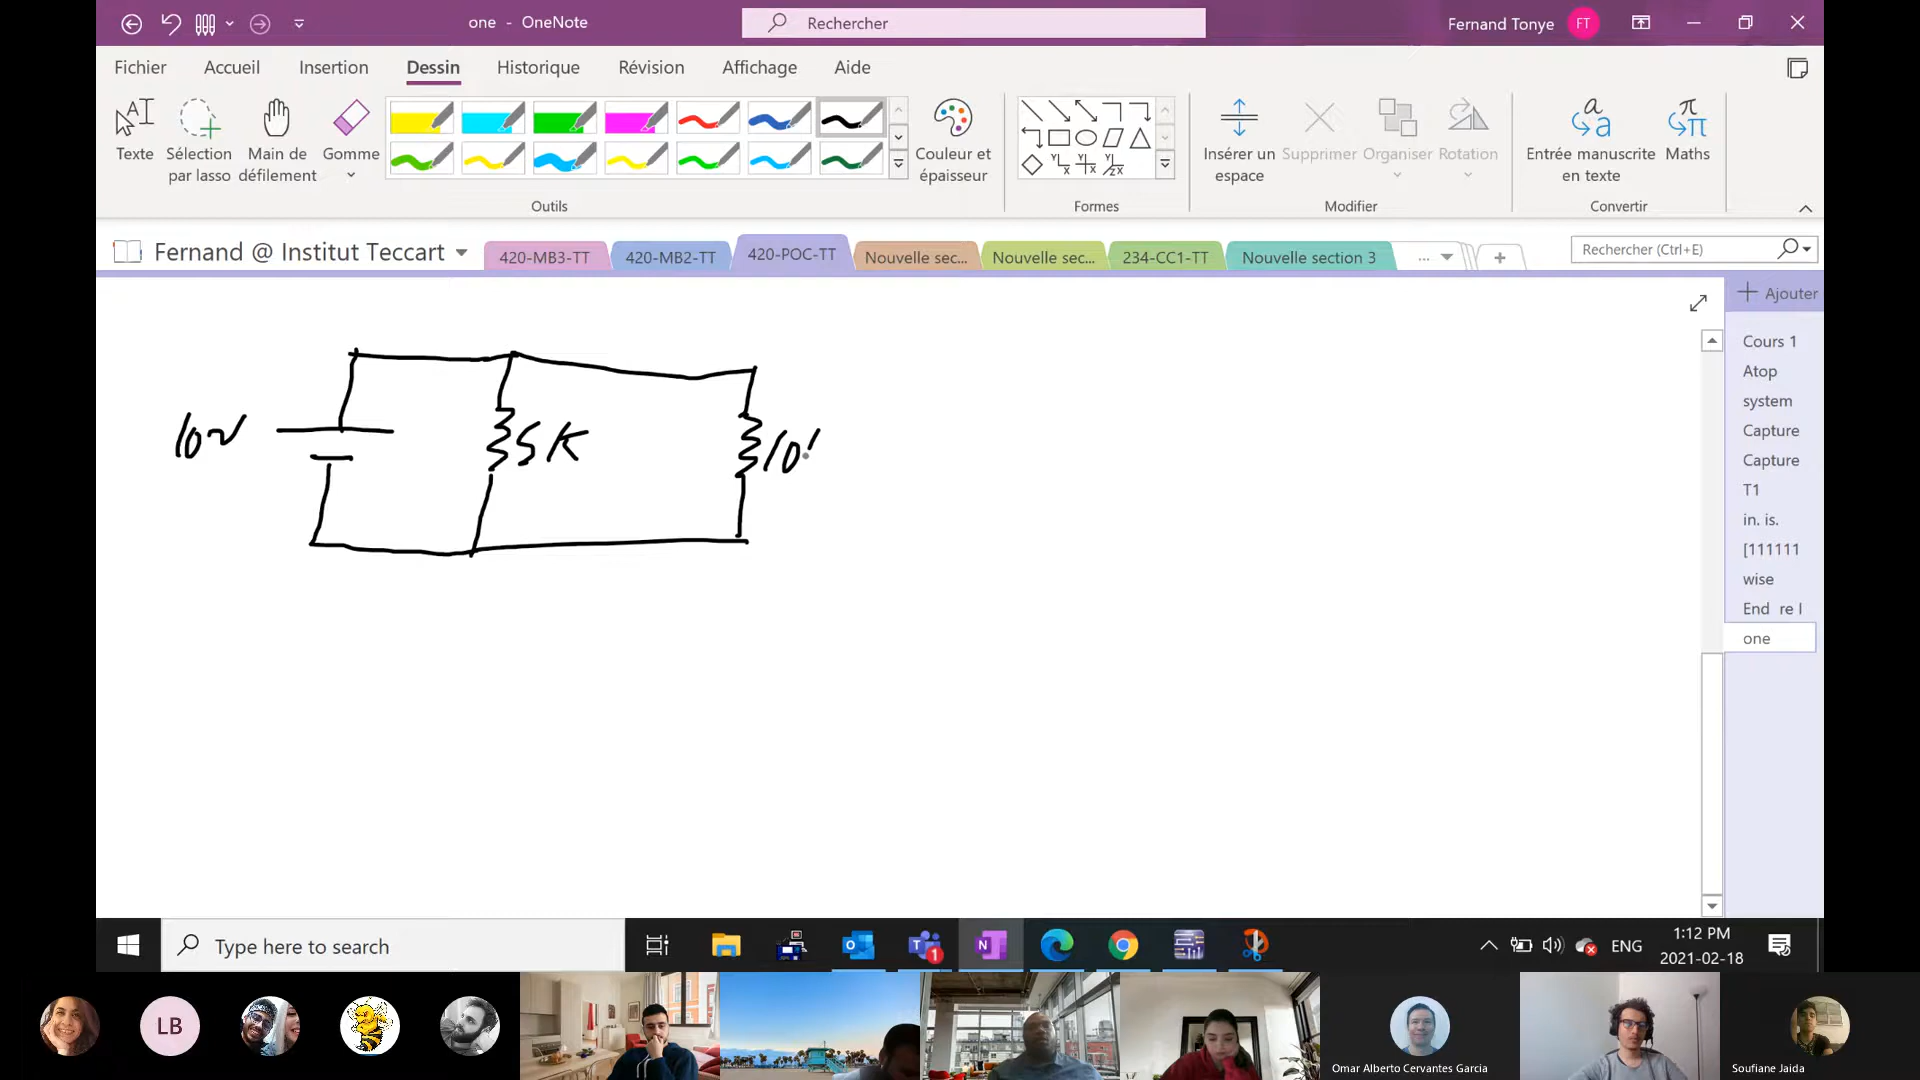 one - OneNote
Rechercher
Fernand Tonye
FT
Fichier
Accueil
Insertion
Dessin
Historique
Révision
Affichage
Aide
Texte
Sélection par lasso
Main de défilement
Gomme
Couleur et épaisseur
Insérer un espace
Supprimer
Organiser
Rotation
Entrée manuscrite en texte
Maths
Outils
Formes
Modifier
Convertir
Fernand @ Institut Teccart
420-MB3-TT
420-MB2-TT
420-POC-TT
Nouvelle sec...
Nouvelle sec...
234-CC1-TT
Nouvelle section 3
...
Rechercher (Ctrl+E)
Ajouter
Cours 1
Atop
system
Capture
Capture
T1
in. is.
[111111
wise
End re l
one
10v
5K
10
Type here to search
1
ENG
1:12 PM
2021-02-18
LB
Omar Alberto Cervantes Garcia
Soufiane Jaida